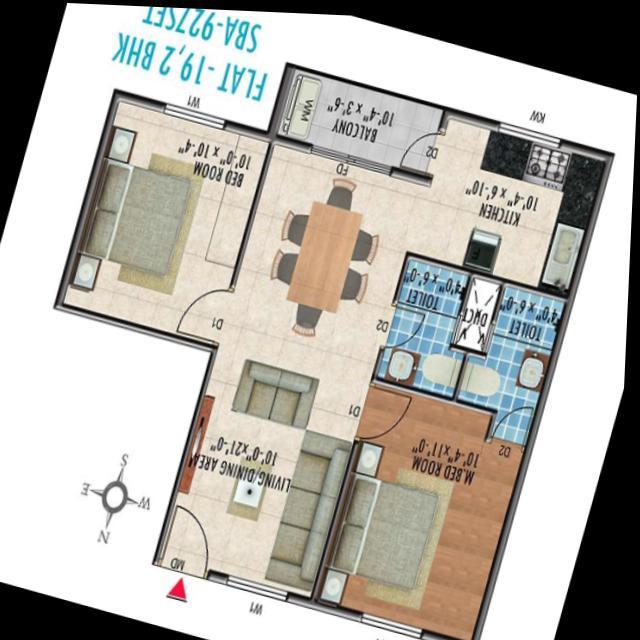 FLAT -19,2 BHK
SBA-927SFT
W1
BED ROOM
10'-0" x 10'-4"
WM
BALCONY
10'-4" x 3'-6"
D2
FD
KW
KITCHEN
10'-4" x 6'-10"
TOILET
4'0" x 6'-0"
DUCT
TOILET
4'0" x 6'-0"
D1
D2
D1
D2
LIVING/DINING AREA
10'-0"x21'-0"
M.BED ROOM
10'-4"x11'-0"
MD
W1
N
E
W
S